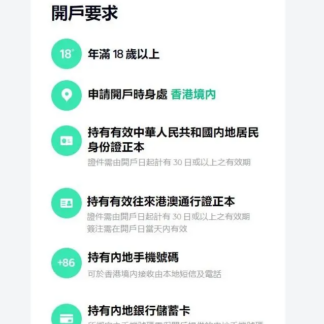 開戶要求
18+
年滿 18 歲以上
申請開戶時身處 香港境內
持有有效中華人民共和國內地居民
身份證正本
證件需由開戶日起計有 30 日或以上之有效期
持有有效往來港澳通行證正本
證件需由開戶日起計有 30 日或以上之有效期
簽注需在開戶日當天內有效
+86
持有內地手機號碼
可於香港境內接收由本地短信及電話
持有內地銀行儲蓄卡